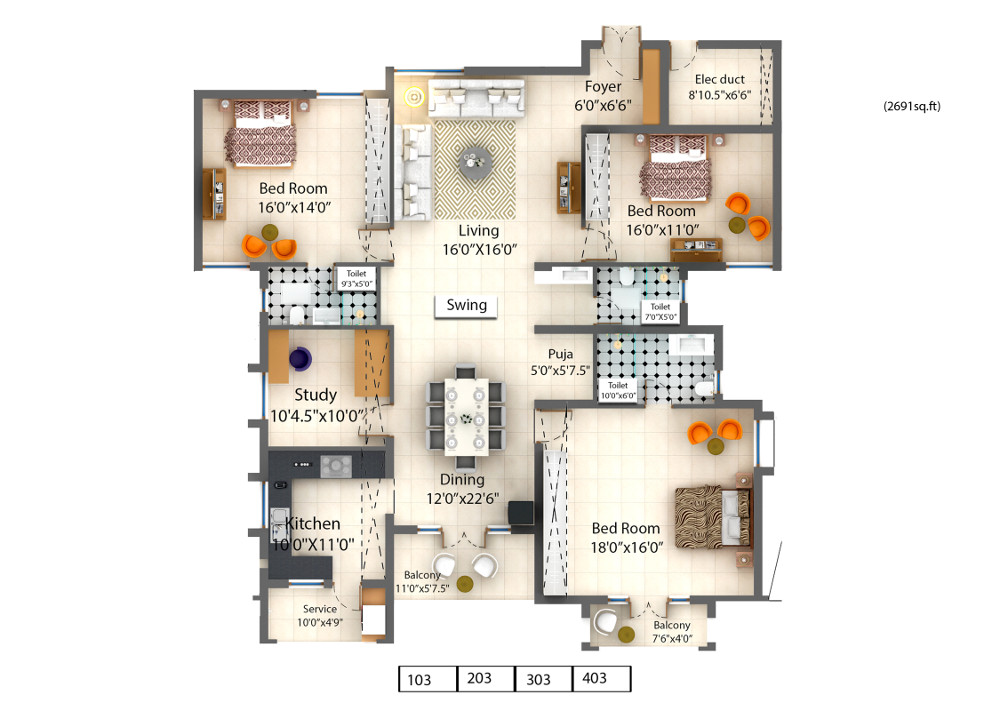 Foyer
6'0”x6'6”
Elec duct
8'10.5"x6'6”
(2691sq.ft)
Bed Room
16'0”x14'0”
Living
16'0”X16'0”
Bed Room
16'0”x11'0”
Toilet
9'3"x5'0”
Swing
Toilet
7'0”X5'0”
Puja
5'0”x5'7.5”
Toilet
10'0"x6'0”
Study
10'4.5"x10'0”
Dining
12'0”x22'6”
Kitchen
10'0"X11'0"
Bed Room
18'0”x16'0”
Balcony
11'0”x5'7.5”
Service
10'0”x4'9”
Balcony
7'6”x4'0”
103 203 303 403